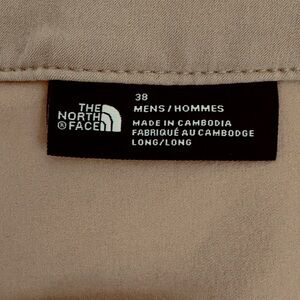 THE
NORTH
FACE
38
MENS / HOMMES
MADE IN CAMBODIA
FABRIQUÉ AU CAMBODGE
LONG/LONG